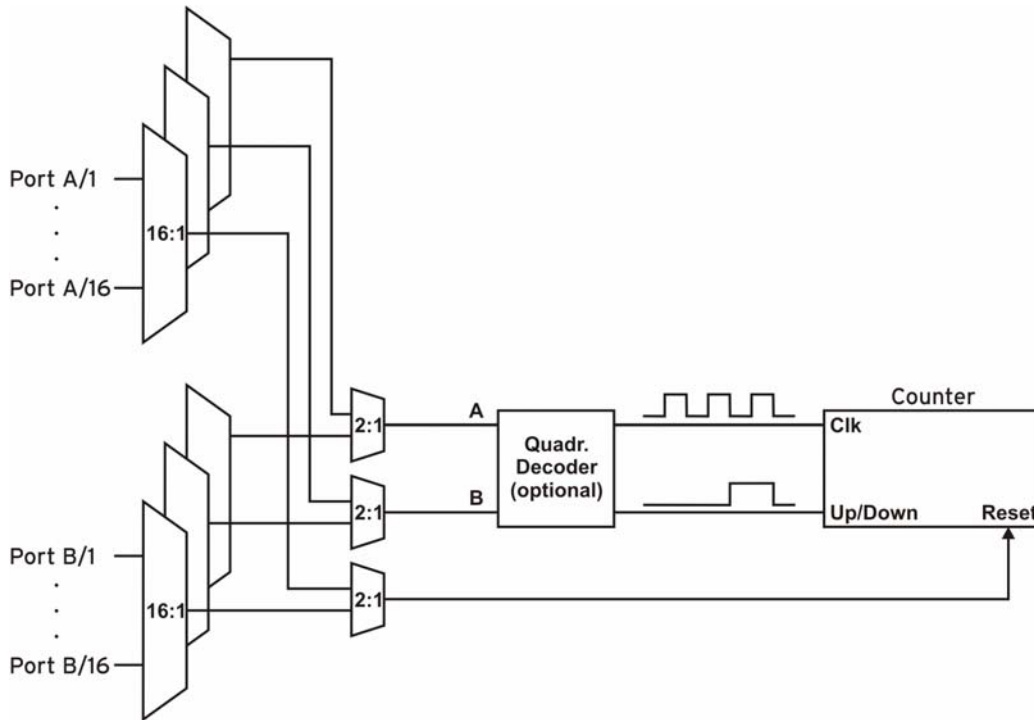 Port A/1
16:1
Port A/16
2:1
A
Quadr.
Decoder
(optional)
Counter
Clk
2:1
B
Up/Down
Reset
Port B/1
2:1
16:1
Port B/16